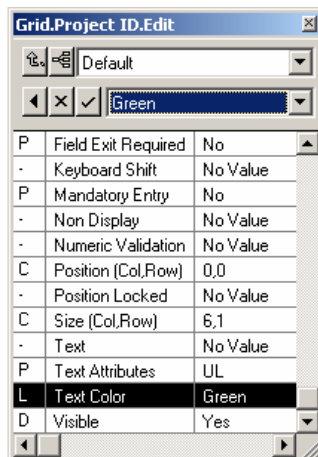 Grid.Project ID.Edit
Default
Green
P Field Exit Required No
- Keyboard Shift No Value
P Mandatory Entry No
- Non Display No Value
- Numeric Validation No Value
C Position (Col,Row) 0,0
- Position Locked No Value
C Size (Col,Row) 6,1
- Text No Value
P Text Attributes UL
L Text Color Green
D Visible Yes